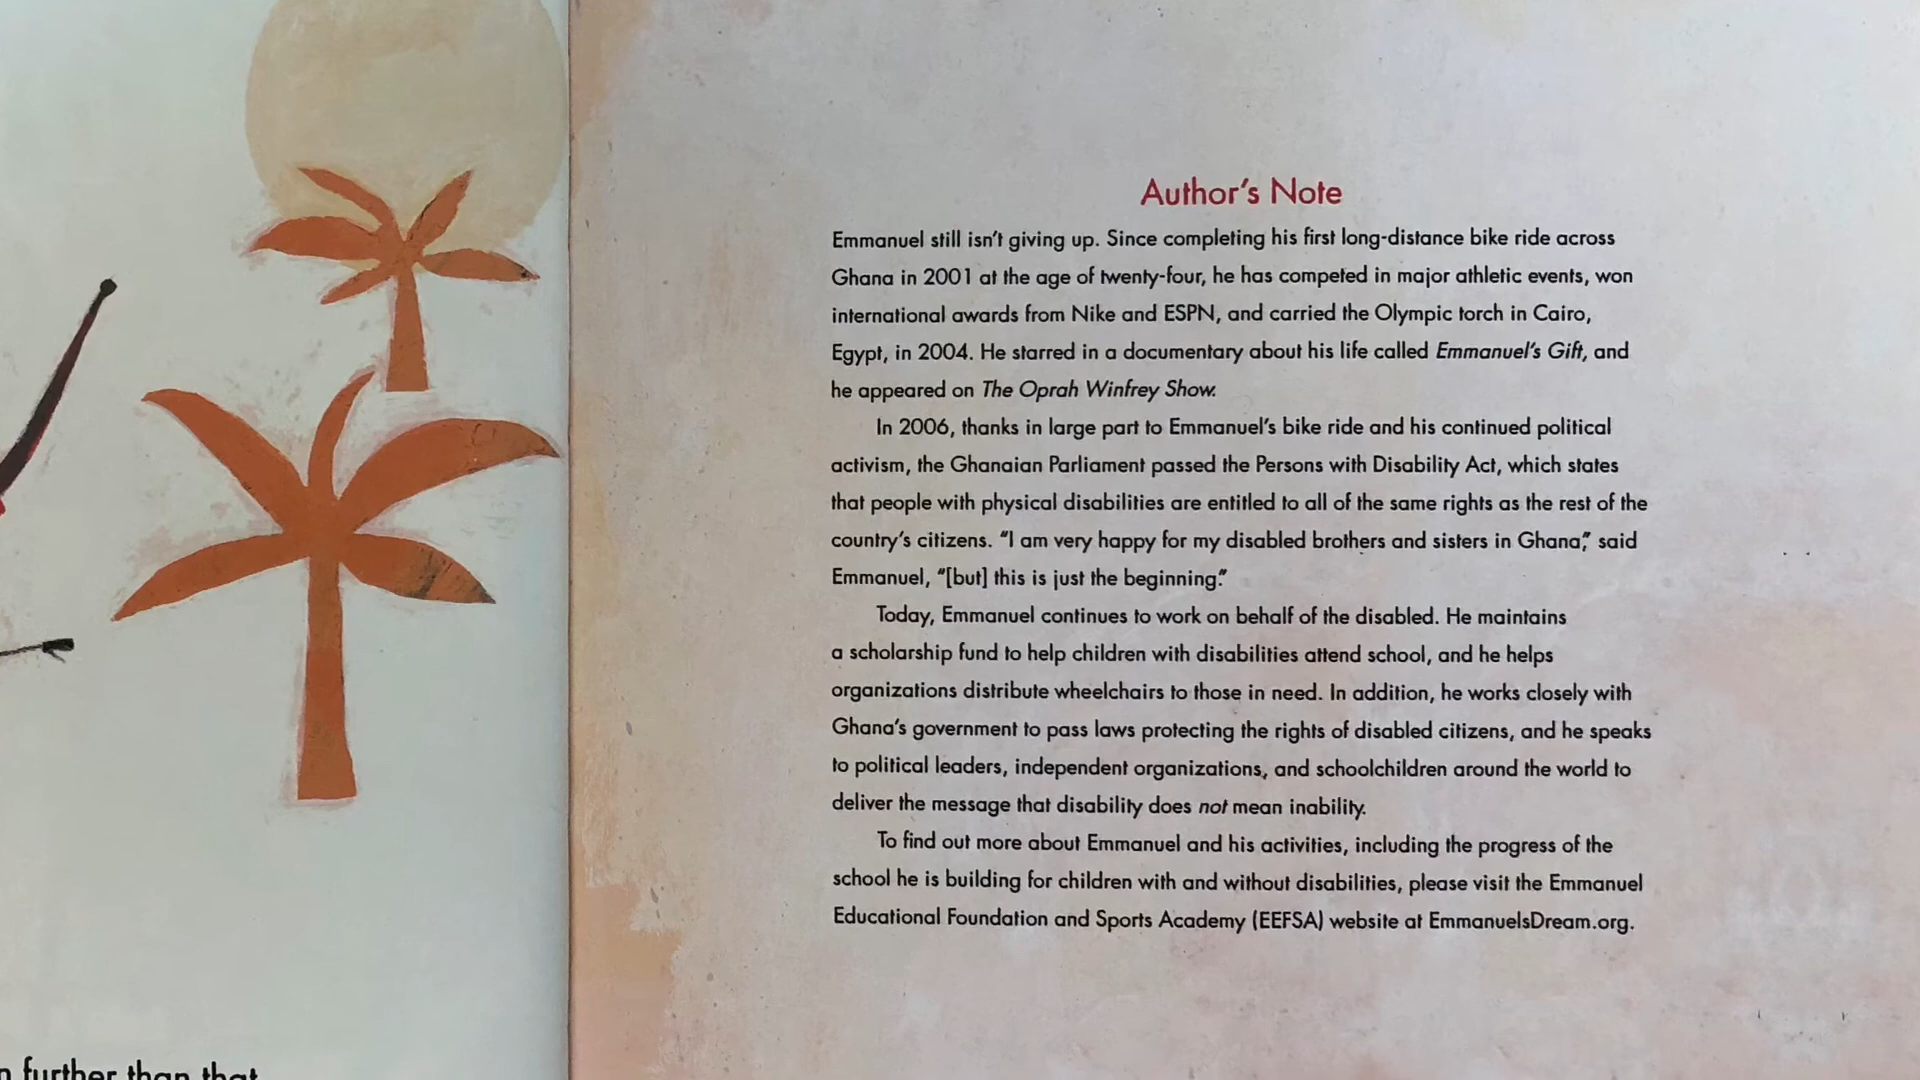 n further than that
Author's Note
Emmanuel still isn't giving up. Since completing his first long-distance bike ride across
Ghana in 2001 at the age of twenty-four, he has competed in major athletic events, won
international awards from Nike and ESPN, and carried the Olympic torch in Cairo,
Egypt, in 2004. He starred in a documentary about his life called Emmanuel's Gift, and
he appeared on The Oprah Winfrey Show.
In 2006, thanks in large part to Emmanuel's bike ride and his continued political
activism, the Ghanaian Parliament passed the Persons with Disability Act, which states
that people with physical disabilities are entitled to all of the same rights as the rest of the
country's citizens. "I am very happy for my disabled brothers and sisters in Ghana," said
Emmanuel, "[but] this is just the beginning."
Today, Emmanuel continues to work on behalf of the disabled. He maintains
a scholarship fund to help children with disabilities attend school, and he helps
organizations distribute wheelchairs to those in need. In addition, he works closely with
Ghana's government to pass laws protecting the rights of disabled citizens, and he speaks
to political leaders, independent organizations, and schoolchildren around the world to
deliver the message that disability does not mean inability.
To find out more about Emmanuel and his activities, including the progress of the
school he is building for children with and without disabilities, please visit the Emmanuel
Educational Foundation and Sports Academy (EEFSA) website at EmmanuelsDream.org.